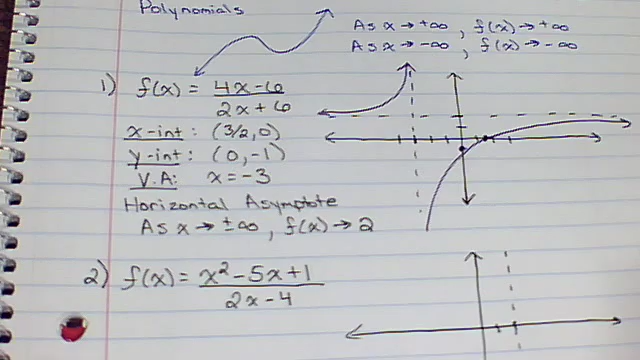 Polynomials
As x → +∞, f(x) → +∞
As x → -∞, f(x) → -∞
1) f(x) = (4x-6)/(2x+6)
x-int: (3/2, 0)
y-int: (0, -1)
V.A: x = -3
Horizontal Asymptote
As x → ±∞, f(x) → 2
2) f(x) = (x² - 5x + 1)/(2x - 4)